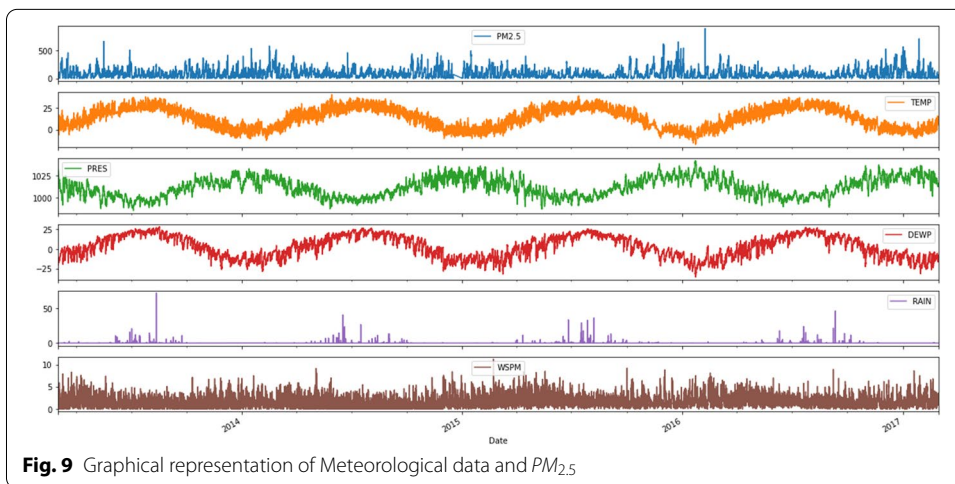 PM2.5
500
0
TEMP
25
0
PRES
1025
1000
DEWP
25
0
−25
RAIN
50
0
WSPM
10
5
0
2014
2015
2016
2017
Date
Fig. 9 Graphical representation of Meteorological data and PM2.5